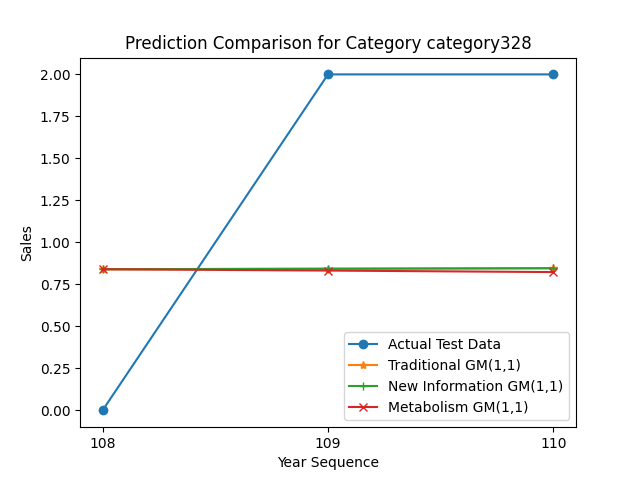 Prediction Comparison for Category category328
2.00
1.75
1.50
1.25
1.00
0.75
0.50
0.25
0.00
Sales
Actual Test Data
Traditional GM(1,1)
New Information GM(1,1)
Metabolism GM(1,1)
108 109 110
Year Sequence